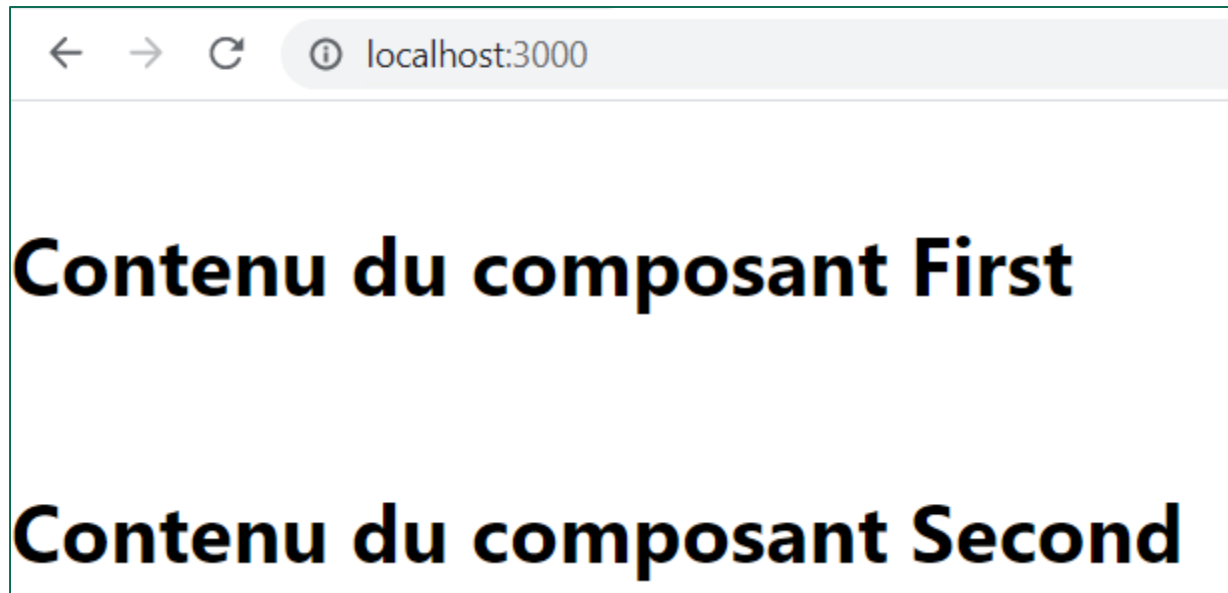 localhost:3000
Contenu du composant First
Contenu du composant Second